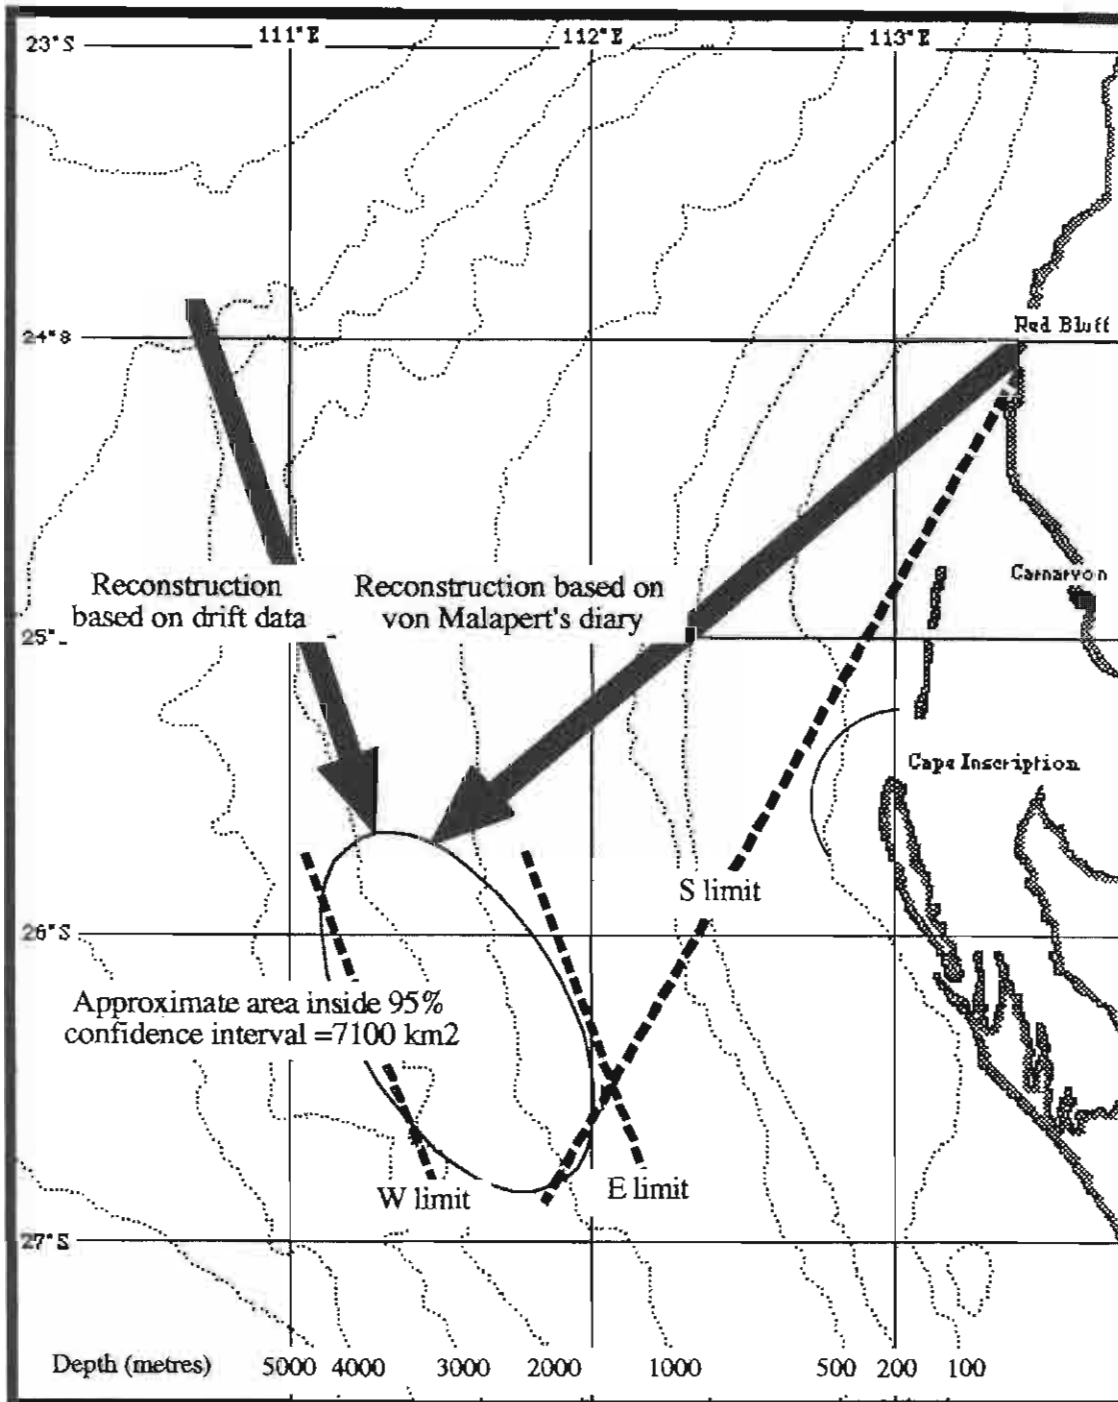 111°E 112°E 113°E
23°S
24°S
Red Bluff
Reconstruction
based on drift data
Reconstruction based on
von Malapert's diary
Carnarvon
25°
Cape Inscription
S limit
26°S
Approximate area inside 95%
confidence interval =7100 km2
W limit
E limit
27°S
Depth (metres) 5000 4000 3000 2000 1000 500 200 100